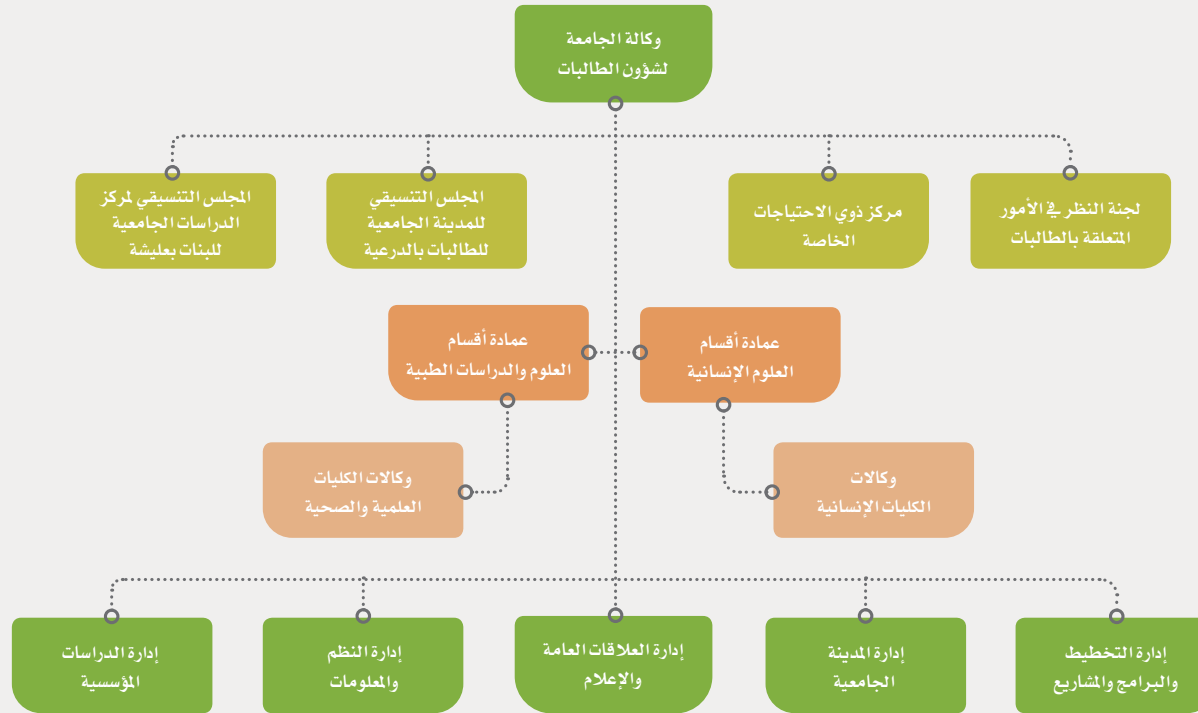 وكالة الجامعة
لشؤون الطالبات
لجنة النظر في الأمور
المتعلقة بالطالبات
مركز ذوي الاحتياجات
الخاصة
المجلس التنسيقي
للمدينة الجامعية
للطالبات بالدرعية
المجلس التنسيقي لمركز
الدراسات الجامعية
للبنات بعليشة
عمادة أقسام
العلوم الإنسانية
عمادة أقسام
العلوم والدراسات الطبية
وكالات
الكليات الإنسانية
وكالات الكليات
العلمية والصحية
إدارة التخطيط
والبرامج والمشاريع
إدارة المدينة
الجامعية
إدارة العلاقات العامة
والإعلام
إدارة النظم
والمعلومات
إدارة الدراسات
المؤسسية